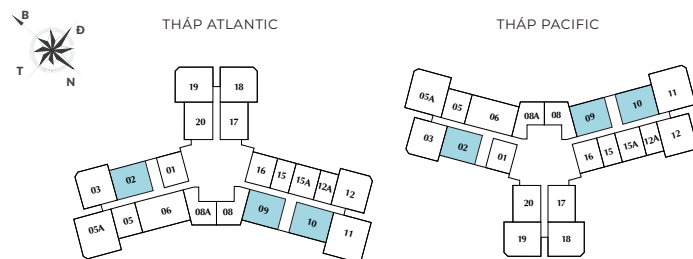 B
Đ
T
N
THÁP ATLANTIC
THÁP PACIFIC
19 18
20 17
03 02 01
05A 05 06 08A 08
16 15 15A 12A 12
09 10 11
05A 05 06 08A 08 09 10 11
03 02 01
16 15 15A 12A 12
20 17
19 18